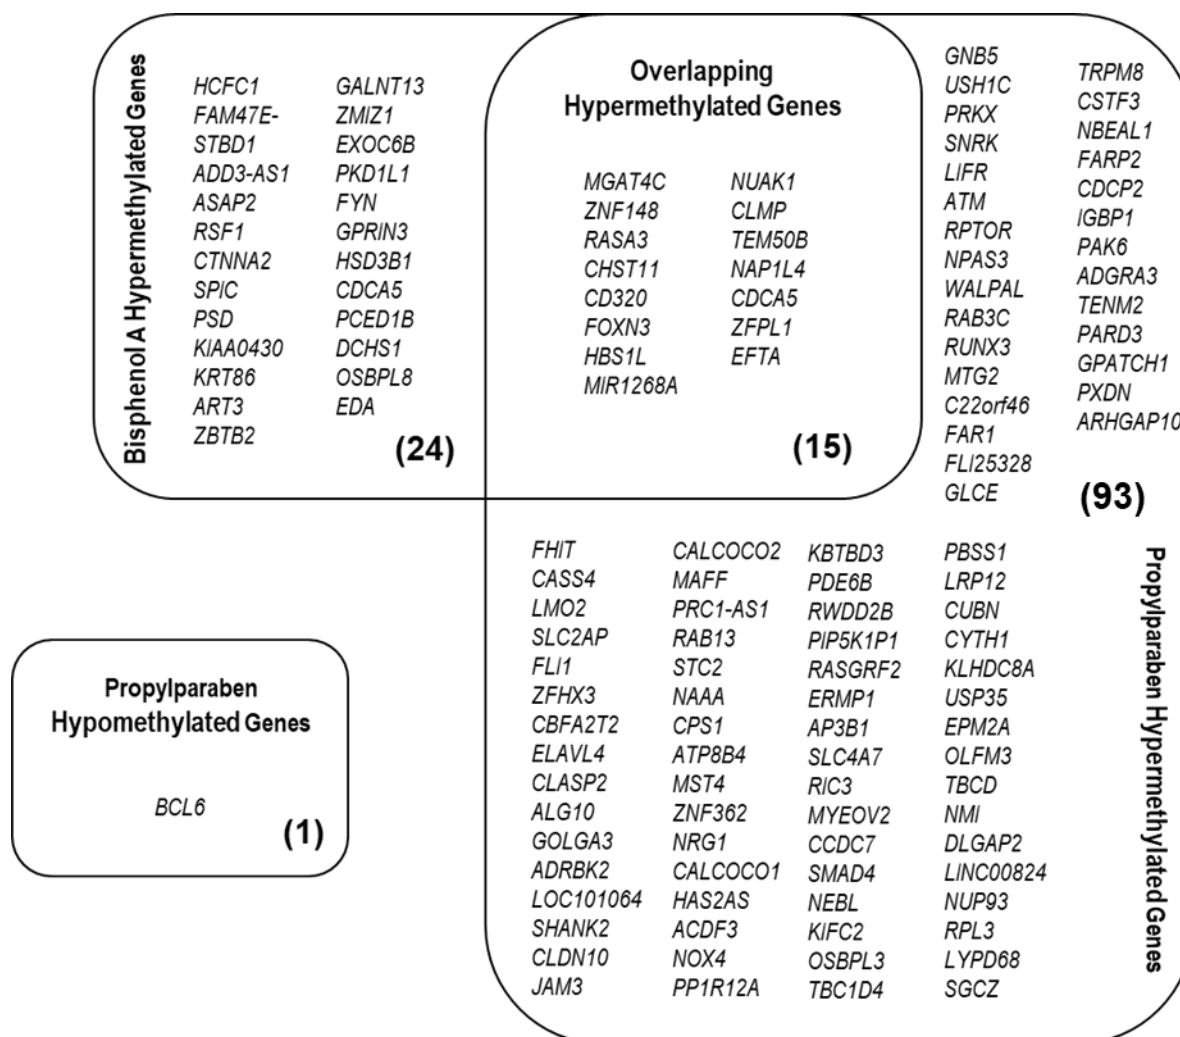 Bisphenol A Hypermethylated Genes
HCFC1
FAM47E-
STBD1
ADD3-AS1
ASAP2
RSF1
CTNNA2
SPIC
PSD
KIAA0430
KRT86
ART3
ZBTB2
GALNT13
ZMIZ1
EXOC6B
PKD1L1
FYN
GPRIN3
HSD3B1
CDCA5
PCED1B
DCHS1
OSBPL8
EDA
(24)
Overlapping
Hypermethylated Genes
MGAT4C
ZNF148
RASA3
CHST11
CD320
FOXN3
HBS1L
MIR1268A
NUAK1
CLMP
TEM50B
NAP1L4
CDCA5
ZFPL1
EFTA
(15)
GNB5
USH1C
PRKX
SNRK
LIFR
ATM
RPTOR
NPAS3
WALPAL
RAB3C
RUNX3
MTG2
C22orf46
FAR1
FLI25328
GLCE
TRPM8
CSTF3
NBEAL1
FARP2
CDCP2
IGBP1
PAK6
ADGRA3
TENM2
PARD3
GPATCH1
PXDN
ARHGAP10
(93)
FHIT
CASS4
LMO2
SLC2AP
FLI1
ZFHX3
CBFA2T2
ELAVL4
CLASP2
ALG10
GOLGA3
ADRBK2
LOC101064
SHANK2
CLDN10
JAM3
CALCOCO2
MAFF
PRC1-AS1
RAB13
STC2
NAAA
CPS1
ATP8B4
MST4
ZNF362
NRG1
CALCOCO1
HAS2AS
ACDF3
NOX4
PP1R12A
KBTBD3
PDE6B
RWDD2B
PIP5K1P1
RASGRF2
ERMP1
AP3B1
SLC4A7
RIC3
MYEOV2
CCDC7
SMAD4
NEBL
KIFC2
OSBPL3
TBC1D4
PBSS1
LRP12
CUBN
CYTH1
KLHDC8A
USP35
EPM2A
OLFM3
TBCD
NMI
DLGAP2
LINC00824
NUP93
RPL3
LYPD68
SGCZ
Propylparaben Hypermethylated Genes
Propylparaben
Hypomethylated Genes
BCL6
(1)